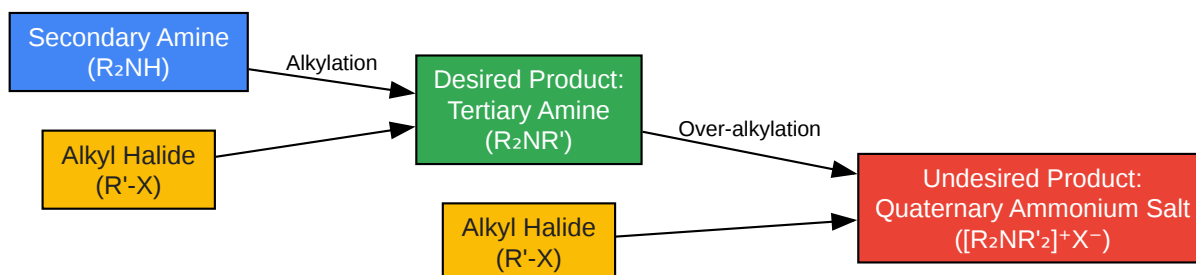 Secondary Amine
(R₂NH)
Alkylation
Alkyl Halide
(R'-X)
Desired Product:
Tertiary Amine
(R₂NR')
Over-alkylation
Alkyl Halide
(R'-X)
Undesired Product:
Quaternary Ammonium Salt
([R₂NR'₂]⁺X⁻)